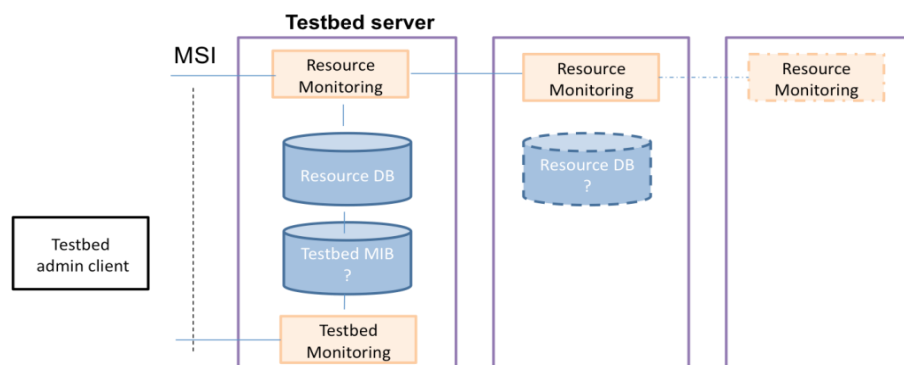 Testbed server
MSI
Resource
Monitoring
Resource
Monitoring
Resource
Monitoring
Resource DB
Resource DB
?
Testbed MIB
?
Testbed
admin client
Testbed
Monitoring